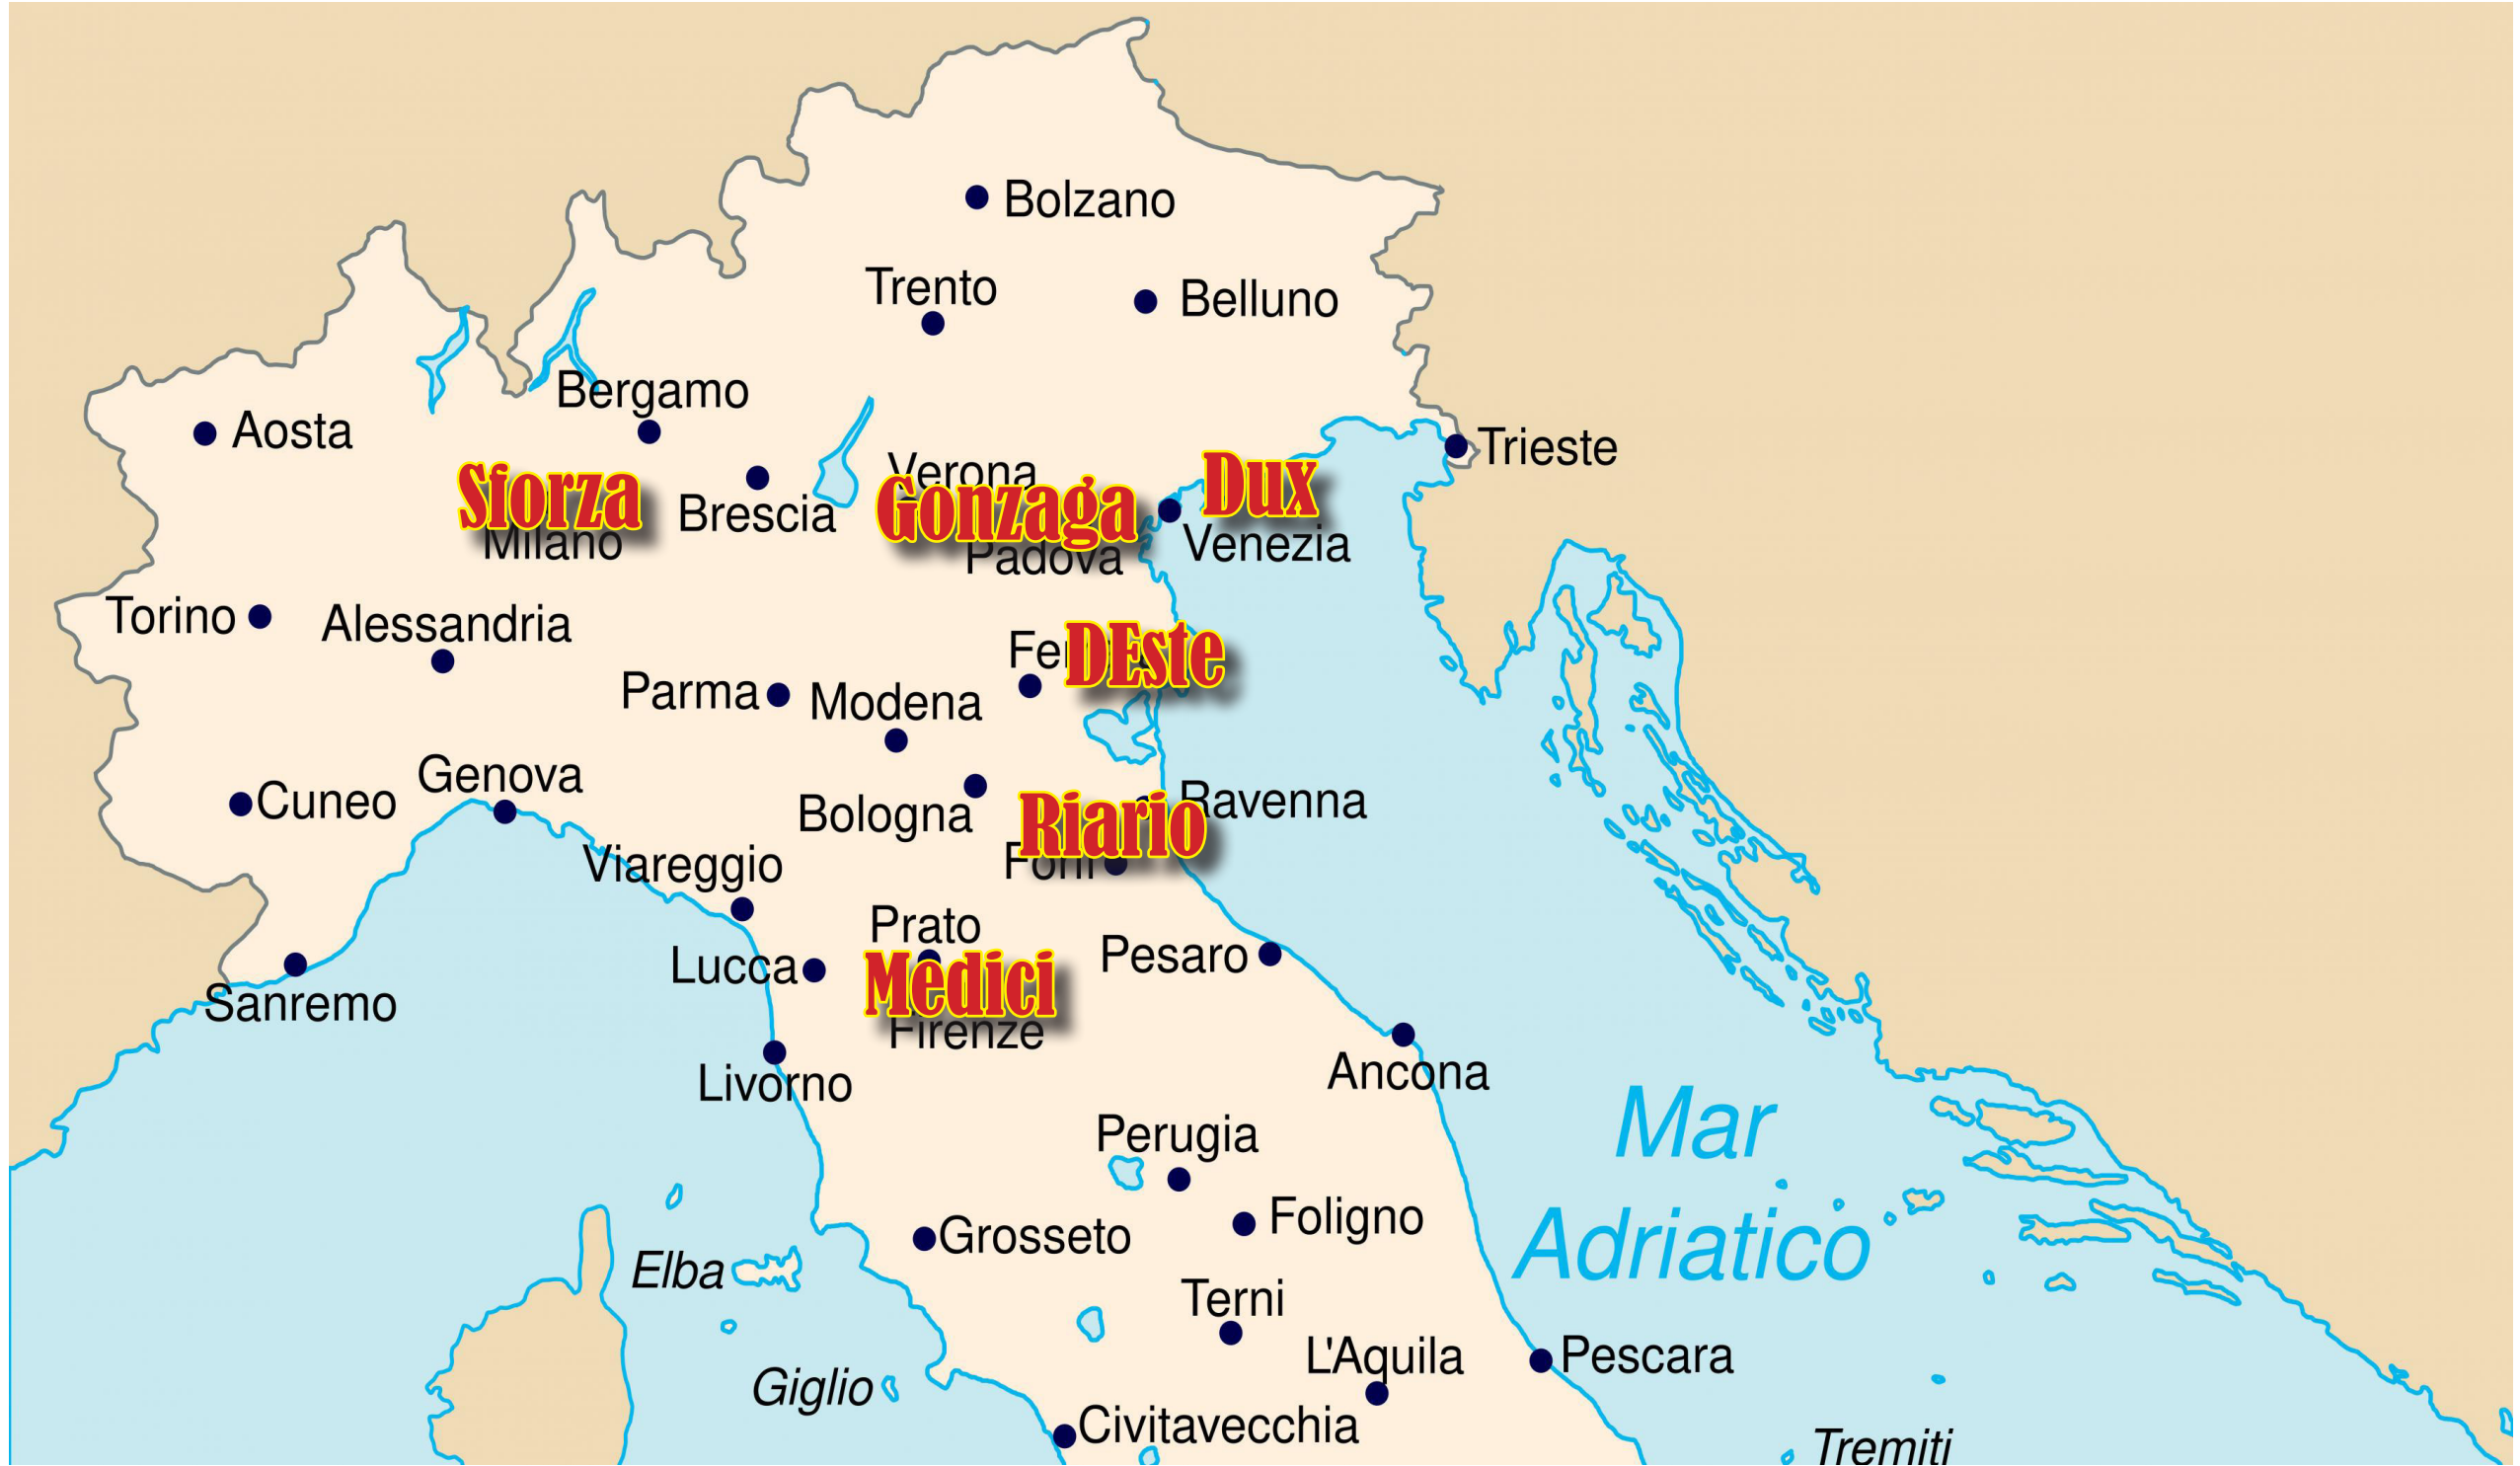 Bolzano
Trento
Belluno
Bergamo
Aosta
Trieste
Verona
Sforza
Gonzaga
Dux
Brescia
Milano
Padova
Venezia
Torino
Alessandria
DEste
Parma
Modena
Genova
Cuneo
Bologna
Riario
Ravenna
Viareggio
Prato
Lucca
Medici
Pesaro
Sanremo
Firenze
Livorno
Ancona
Perugia
Mar
Adriatico
Foligno
Grosseto
Elba
Terni
L'Aquila
Pescara
Giglio
Civitavecchia
Tremiti